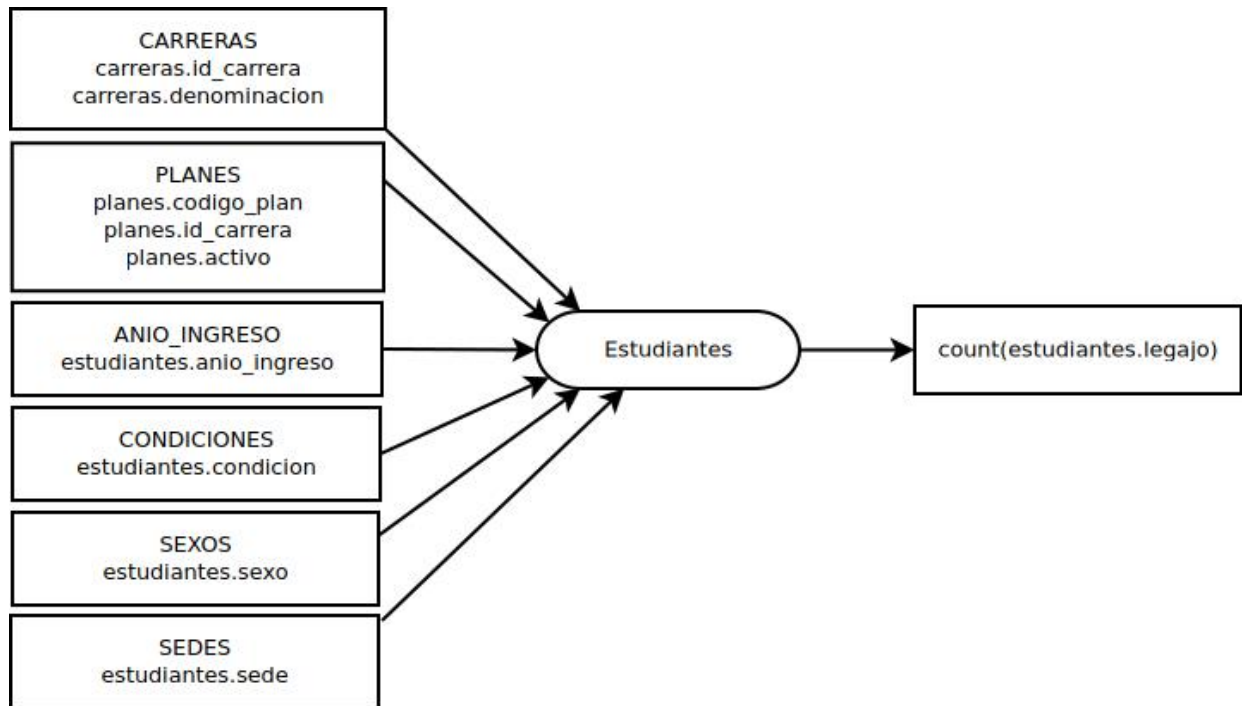 CARRERAS
carreras.id_carrera
carreras.denominacion
PLANES
planes.codigo_plan
planes.id_carrera
planes.activo
ANIO_INGRESO
estudiantes.anio_ingreso
CONDICIONES
estudiantes.condicion
SEXOS
estudiantes.sexo
SEDES
estudiantes.sede
Estudiantes
count(estudiantes.legajo)